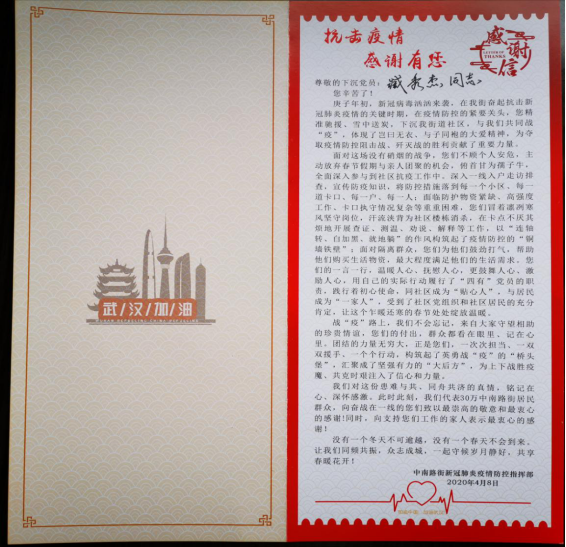 武/汉/加/油
抗击疫情
感谢有您
感谢信
LETTER OF
THANKS
尊敬的下沉党员：臧秀杰 同志
您辛苦了！
庚子年初，新冠病毒汹汹来袭，在我街奋起抗击新
冠肺炎疫情的关键时期，在疫情防控的紧要关头，您精
准驰援、雪中送炭，下沉我街道社区，与我们共同战
“疫”，体现了岂曰无衣、与子同袍的大爱精神，为夺
取疫情防控阻击战、歼灭战的胜利贡献了重要力量。
面对这场没有硝烟的战争，您们不顾个人安危，主
动放弃春节假期与亲人团聚的机会，俯首甘为孺子牛，
全面深入参与到社区抗疫工作中。深入一线入户走访排
查，宣传防疫知识，将防控措施落到每一个小区、每一
道卡口、每一户、每一人；面临防护物资紧缺、高强度
工作、卡口执守情况复杂等重重困难，您们冒着凛冽寒
风坚守岗位，汗流浃背为社区楼栋消杀，在卡点不厌其
烦地开展查证、测温、劝说、解释等工作，以“连轴
转、白加黑、就地躺”的作风构筑起了疫情防控的“铜
墙铁壁”；面对隔离群众，您们为他们鼓劲打气，帮助
他们购买生活物资，最大程度满足他们的生活需求。您
们的一言一行，温暖人心、抚慰人心，更鼓舞人心、激
励人心，用自己的实际行动履行了“四有”党员的职
责，践行着初心使命，同社区成为“贴心人”，与居民
成为“一家人”，受到了社区党组织和社区居民的充分
肯定，让这个乍暖还寒的春节处处绽放温暖。
战“疫”路上，我们不会忘记，来自大家守望相助
的珍贵情谊，您们的付出，群众都看在眼里、记在心
里。团结的力量无穷大，正是您们，一次次担当、一双
双援手、一个个行动，构筑起了英勇战“疫”的“桥头
堡”，汇聚成了坚强有力的“大后方”，为上下战胜疫
魔、共克时艰注入了信心和力量。
我们对这份患难与共、同舟共济的真情，铭记在
心、深怀感激。此时此刻，我们代表30万中南路街居民
群众，向奋战在一线的您们致以最崇高的敬意和最衷心
的感谢！同时，向支持您们工作的家人表示最衷心的感
谢！
没有一个冬天不可逾越，没有一个春天不会到来。
让我们同频共振，众志成城，一起守候岁月静好，共享
春暖花开！
中南路街新冠肺炎疫情防控指挥部
2020年4月8日